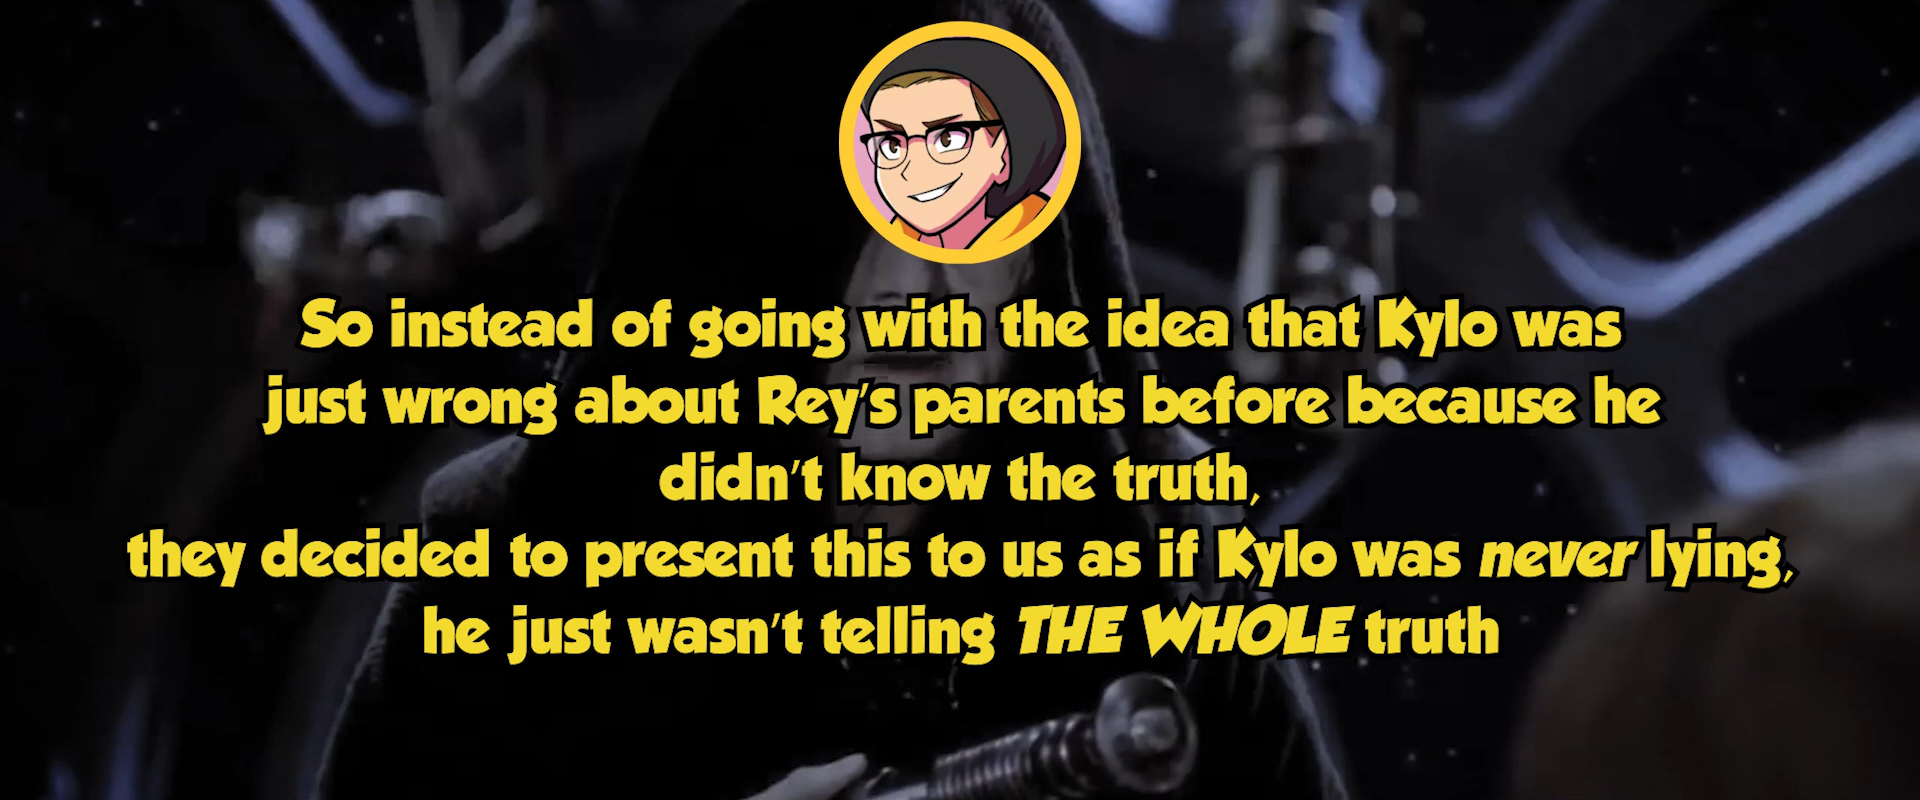 So instead of going with the idea that Kylo was
just wrong about Rey's parents before because he
didn't know the truth,
they decided to present this to us as if Kylo was never lying,
he just wasn't telling THE WHOLE truth